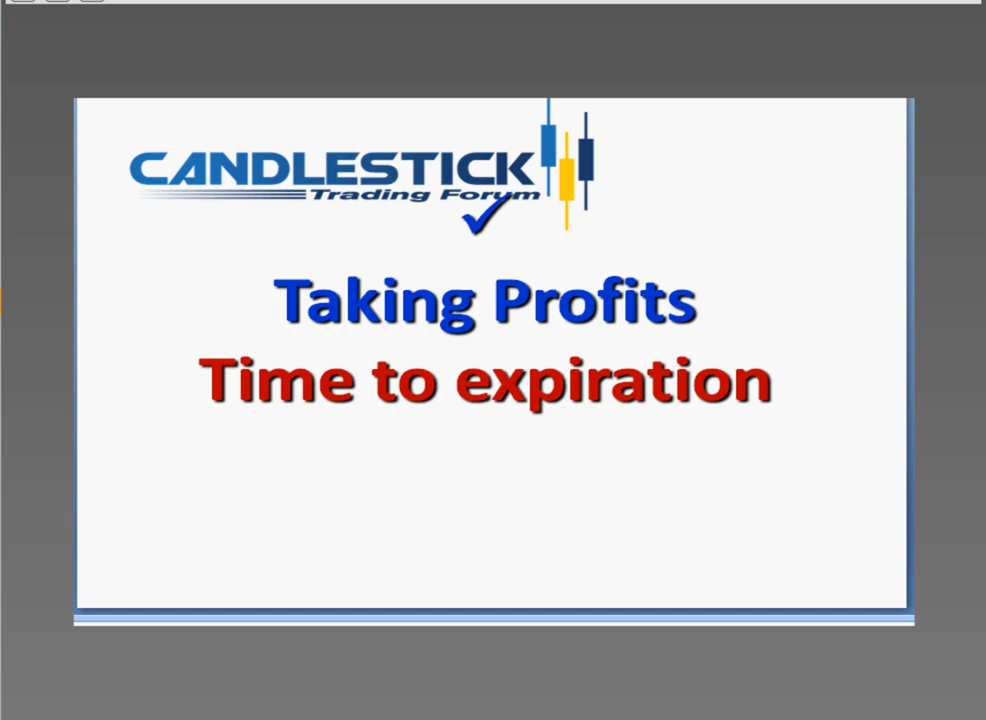 CANDLESTICK
Trading Forum
Taking Profits
Time to expiration